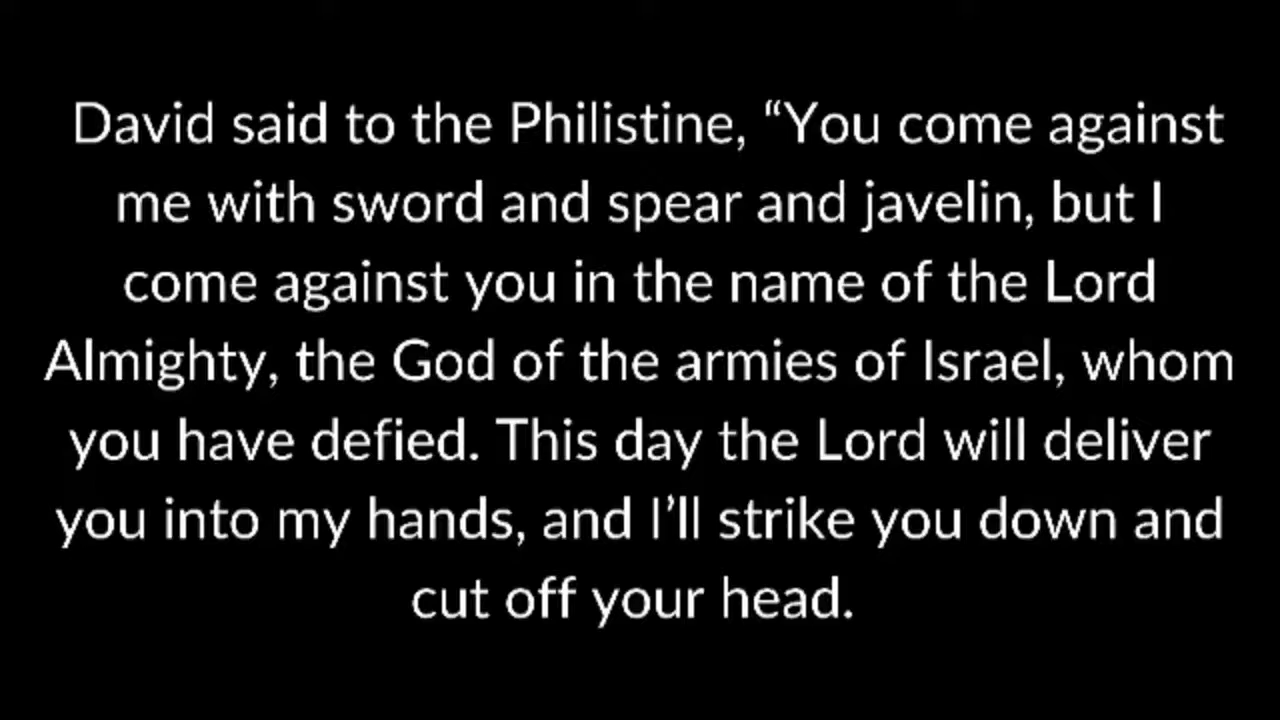 David said to the Philistine, “You come against
me with sword and spear and javelin, but I
come against you in the name of the Lord
Almighty, the God of the armies of Israel, whom
you have defied. This day the Lord will deliver
you into my hands, and I’ll strike you down and
cut off your head.